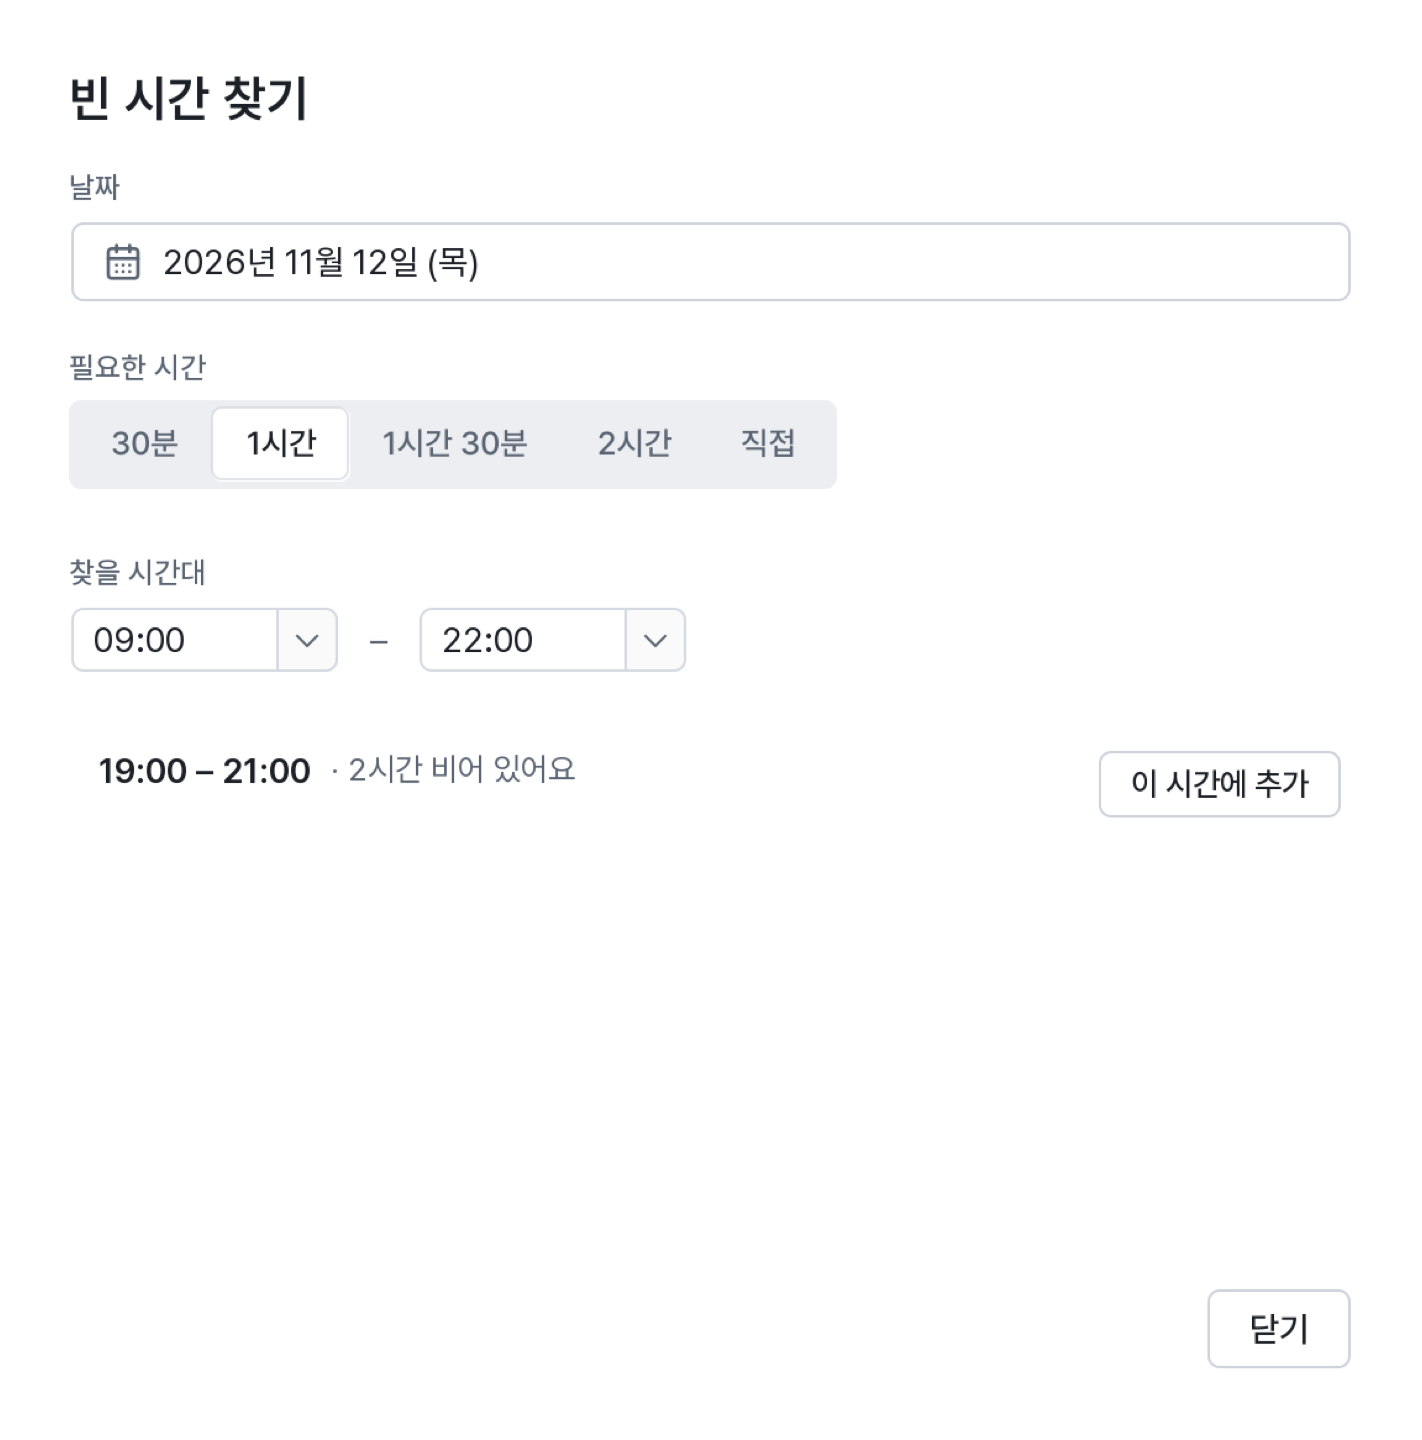 빈 시간 찾기
날짜
2026년 11월 12일 (목)
필요한 시간
30분 1시간 1시간 30분 2시간 직접
찾을 시간대
09:00 – 22:00
19:00 – 21:00 · 2시간 비어 있어요 이 시간에 추가
닫기